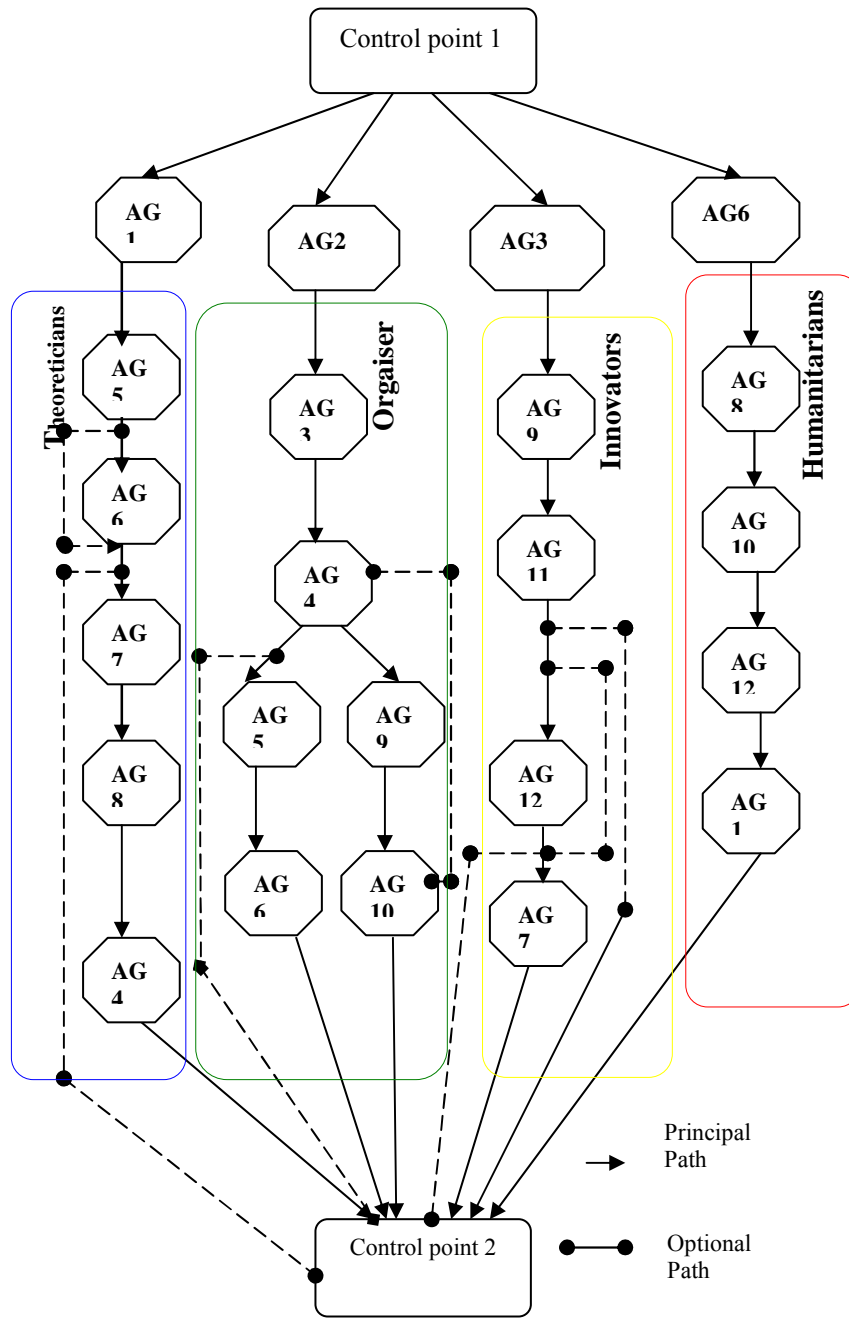 Control point 1
AG
1
AG2
AG3
AG6
Theoreticians
Orgaiser
Innovators
Humanitarians
AG
5
AG
6
AG
7
AG
8
AG
4
AG
3
AG
4
AG
5
AG
9
AG
6
AG
10
AG
9
AG
11
AG
12
AG
7
AG
8
AG
10
AG
12
AG
1
Principal
Path
Optional
Path
Control point 2